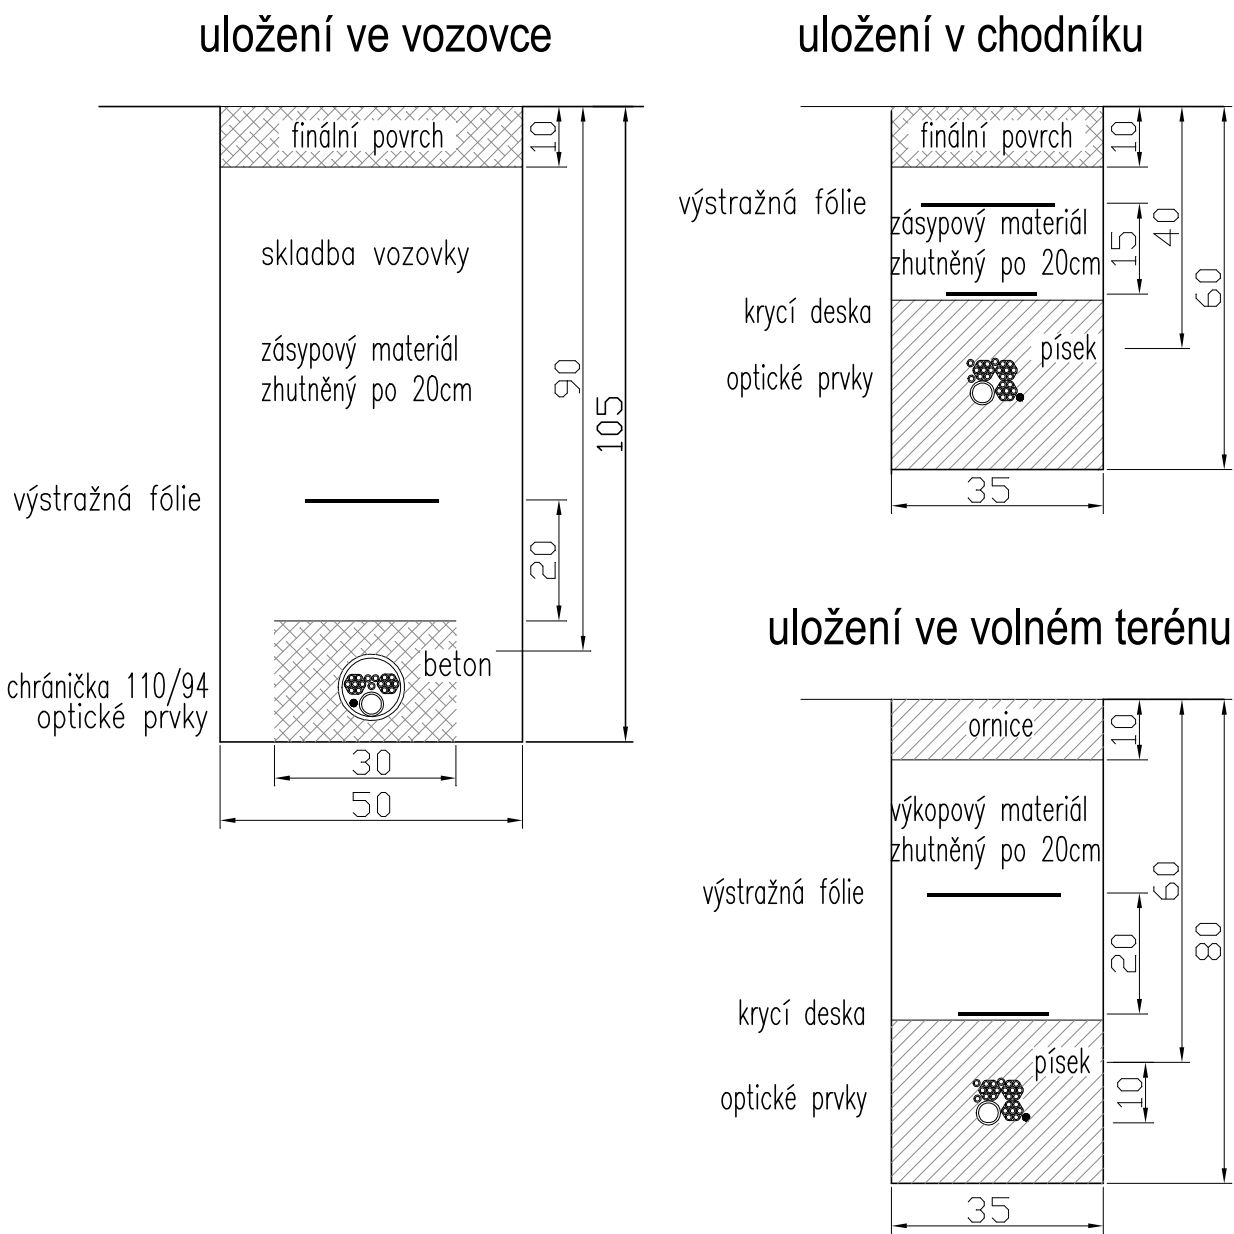 uložení ve vozovce
finální povrch
10
skladba vozovky
zásypový materiál
zhutněný po 20cm
90
105
výstražná fólie
20
beton
chránička 110/94
optické prvky
30
50
uložení v chodníku
finální povrch
10
výstražná fólie
zásypový materiál
zhutněný po 20cm
15
40
60
krycí deska
písek
optické prvky
35
uložení ve volném terénu
ornice
10
výkopový materiál
zhutněný po 20cm
60
80
výstražná fólie
20
krycí deska
písek
optické prvky
10
35